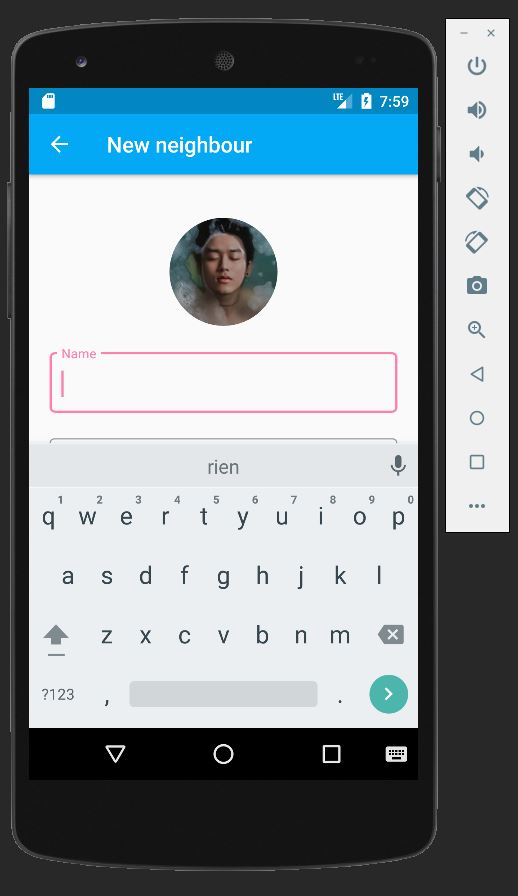 LTE 7:59
New neighbour
Name
rien
1 2 3 4 5 6 7 8 9 0
q w e r t y u i o p
a s d f g h j k l
z x c v b n m
?123 , .